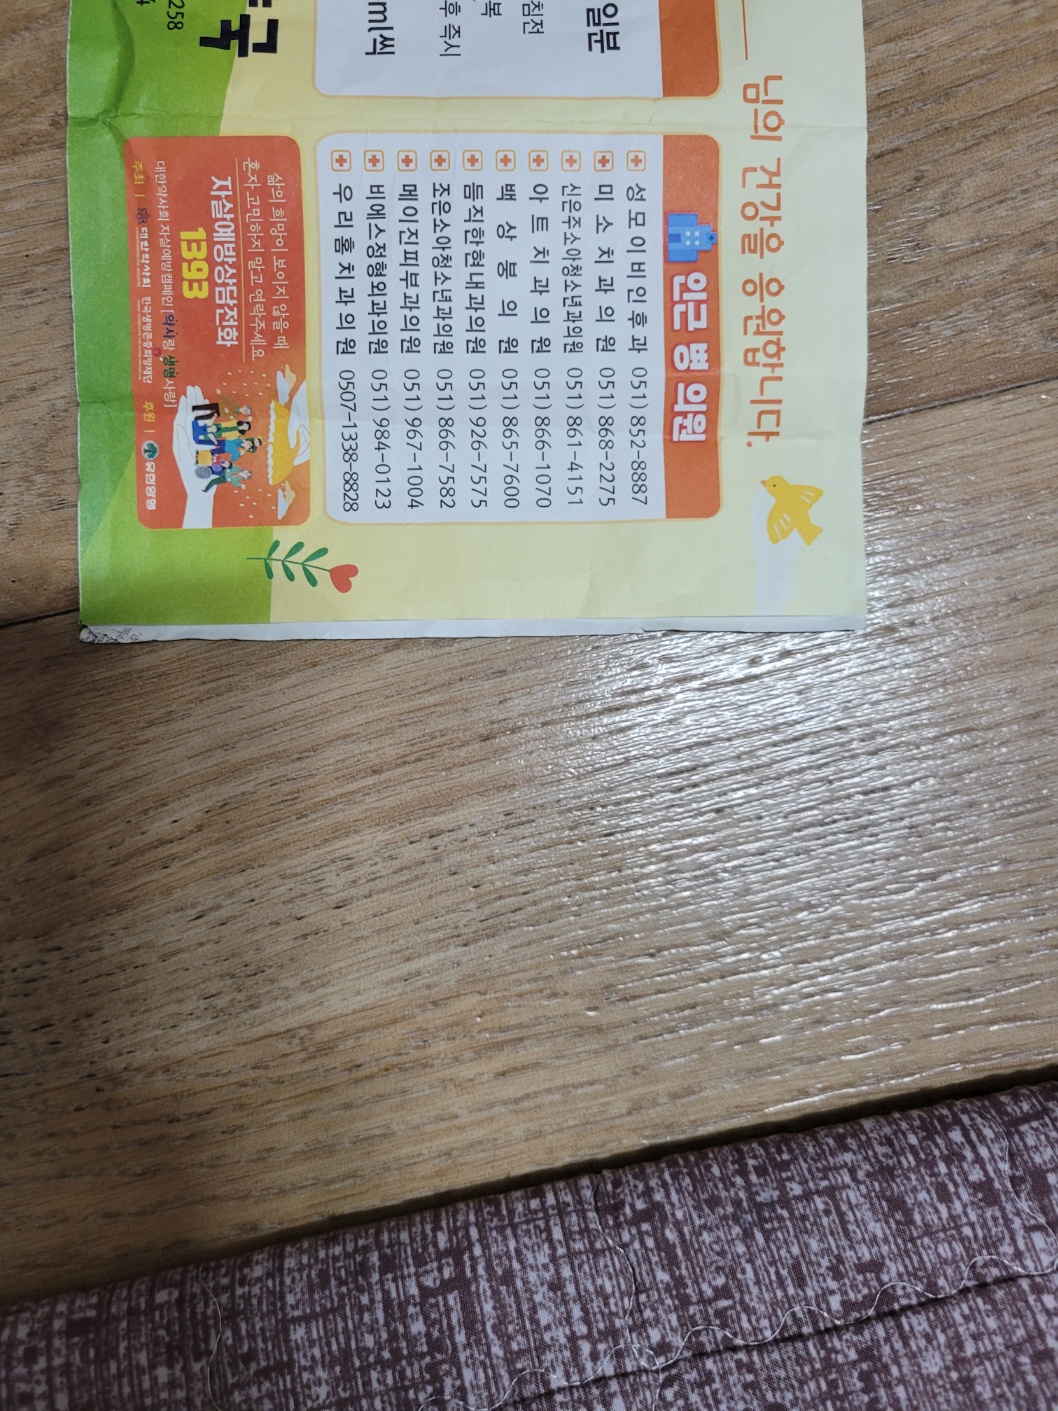 님의 건강을 응원합니다.
일분
침전
복
후 즉시
ml씩
국
258
인근 병 의원
성모이비인후과 051) 852-8887
미소치과의원 051) 868-2275
신은주소아청소년과의원 051) 861-4151
아트치과의원 051) 866-1070
백상봉의원 051) 865-7600
듬직한현내과의원 051) 926-7575
조은소아청소년과의원 051) 866-7582
메이진피부과의원 051) 967-1004
비에스정형외과의원 051) 984-0123
우리홈치과의원 0507-1338-8828
삶의 희망이 보이지 않을 때
혼자 고민하지 말고 연락주세요
자살예방상담전화
1393
대한약사회 자살예방캠페인 [약사랑 생명사랑]
주최 | 대한약사회 한국생명존중희망재단 후원 | 유한양행